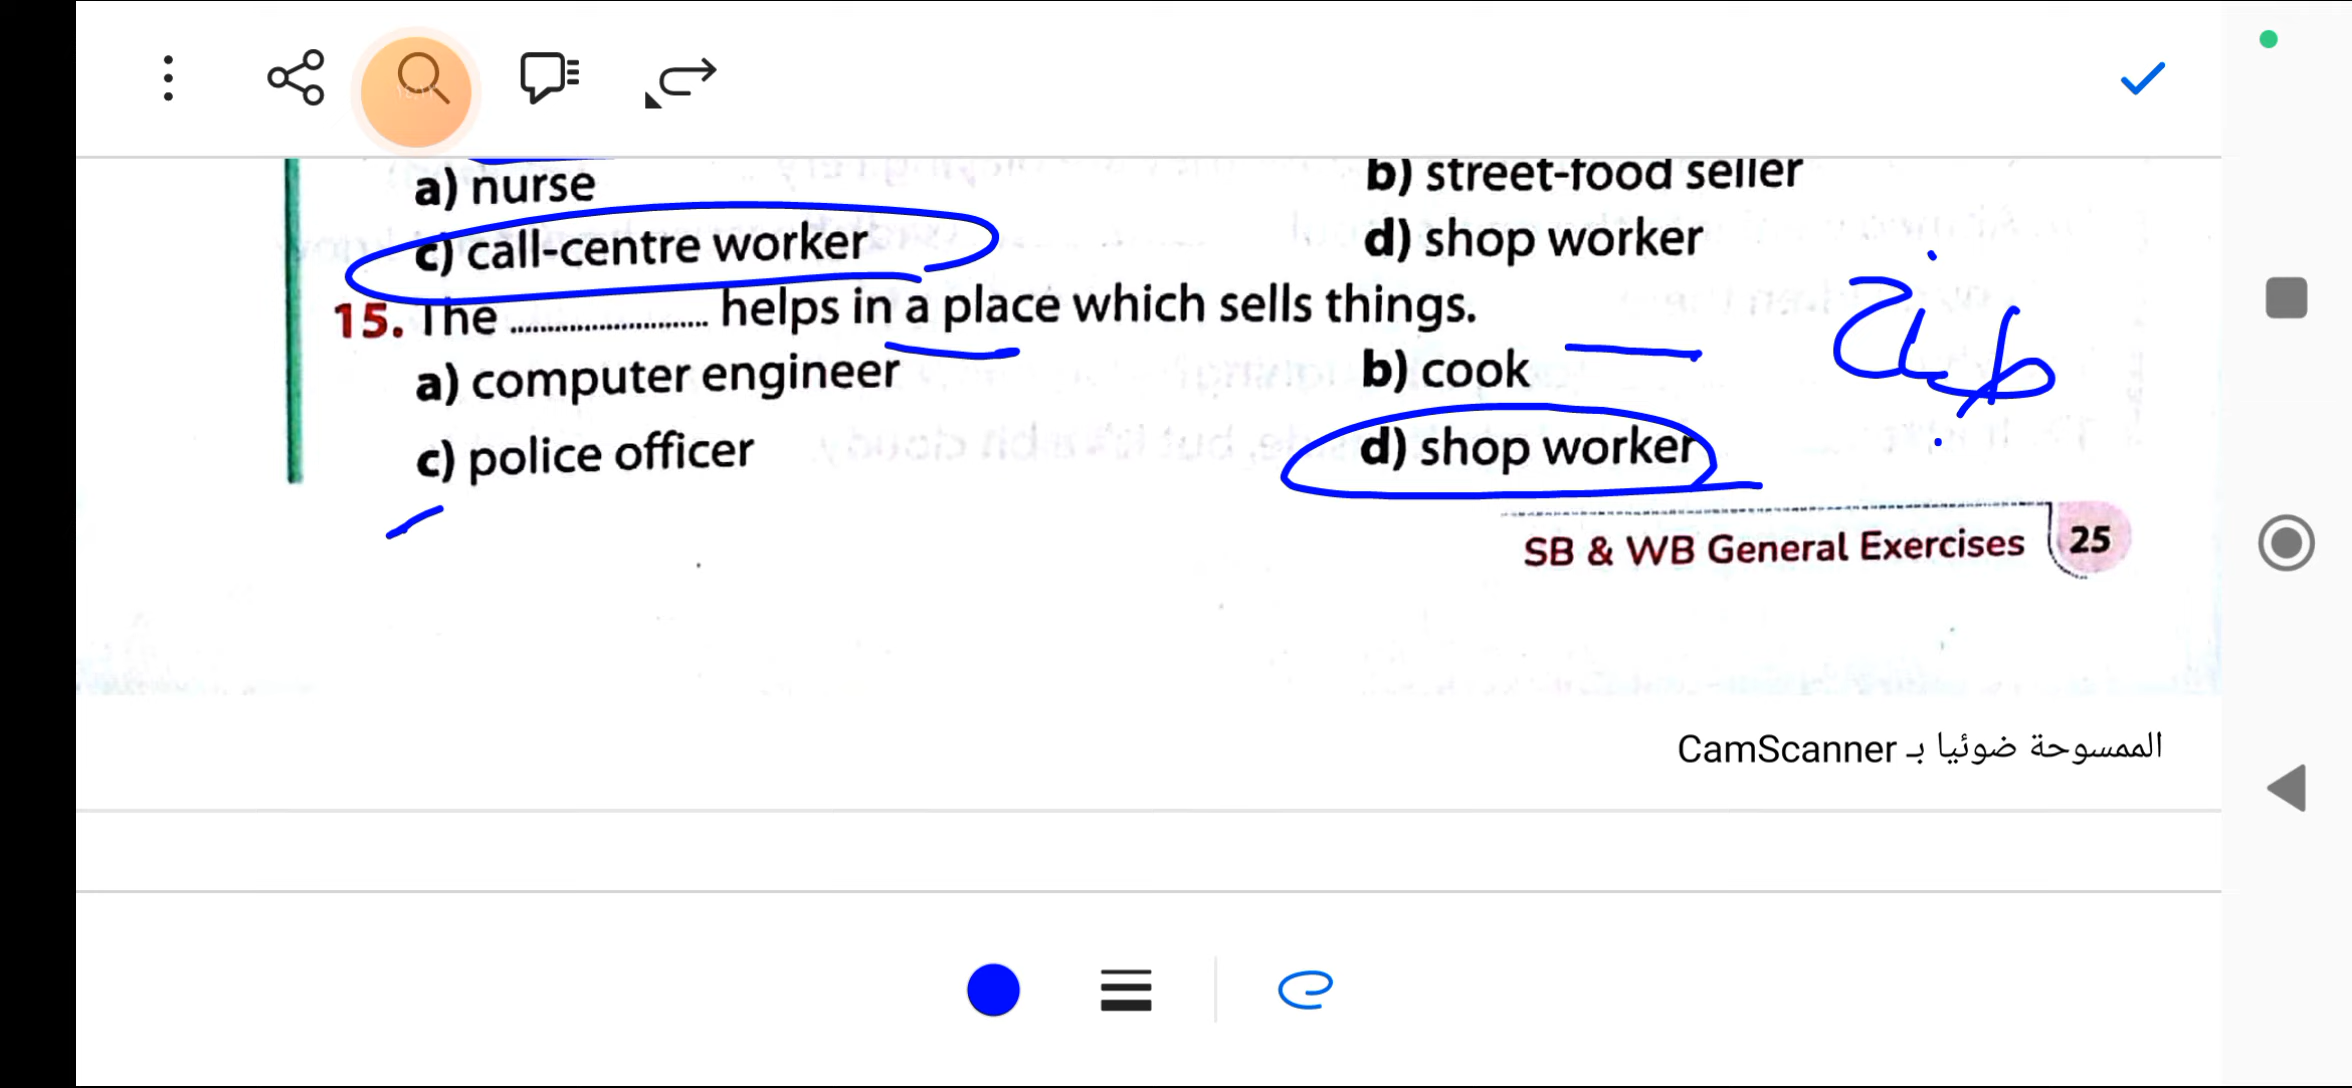 a) nurse
b) street-food seller
c) call-centre worker
d) shop worker
15. The ........................ helps in a place which sells things.
a) computer engineer
b) cook
c) police officer
d) shop worker
SB & WB General Exercises 25
الممسوحة ضوئيا بـ CamScanner